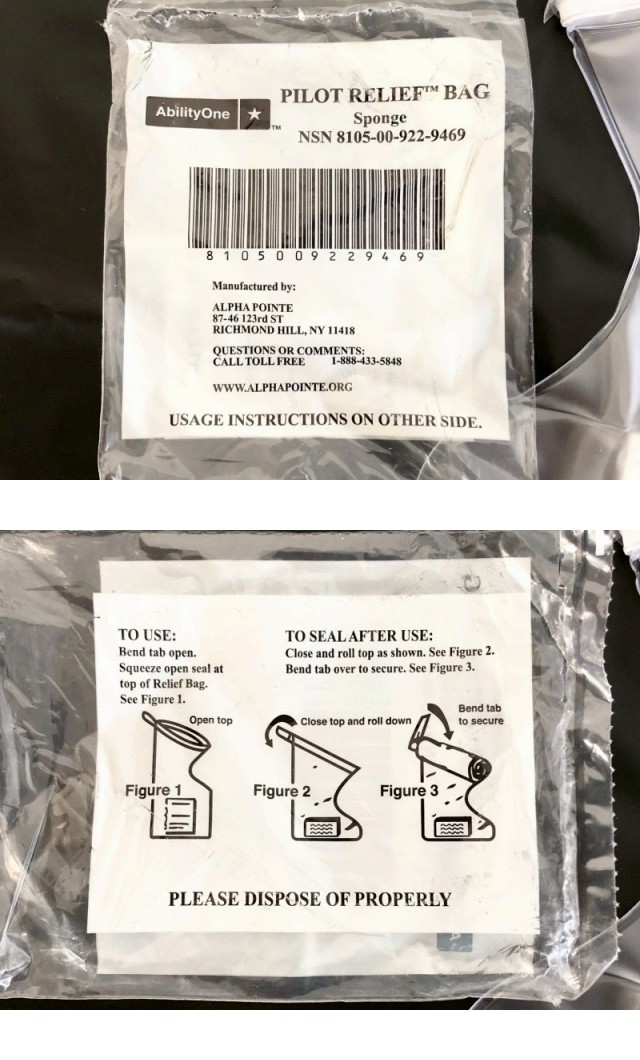 AbilityOne
TM
PILOT RELIEF™ BAG
Sponge
NSN 8105-00-922-9469
8105009229469
Manufactured by:
ALPHA POINTE
87-46 123rd ST
RICHMOND HILL, NY 11418
QUESTIONS OR COMMENTS:
CALL TOLL FREE 1-888-433-5848
WWW.ALPHAPOINTE.ORG
USAGE INSTRUCTIONS ON OTHER SIDE.
TO USE:
Bend tab open.
Squeeze open seal at
top of Relief Bag.
See Figure 1.
TO SEAL AFTER USE:
Close and roll top as shown. See Figure 2.
Bend tab over to secure. See Figure 3.
Open top
Figure 1
Close top and roll down
Figure 2
Bend tab
to secure
Figure 3
PLEASE DISPOSE OF PROPERLY